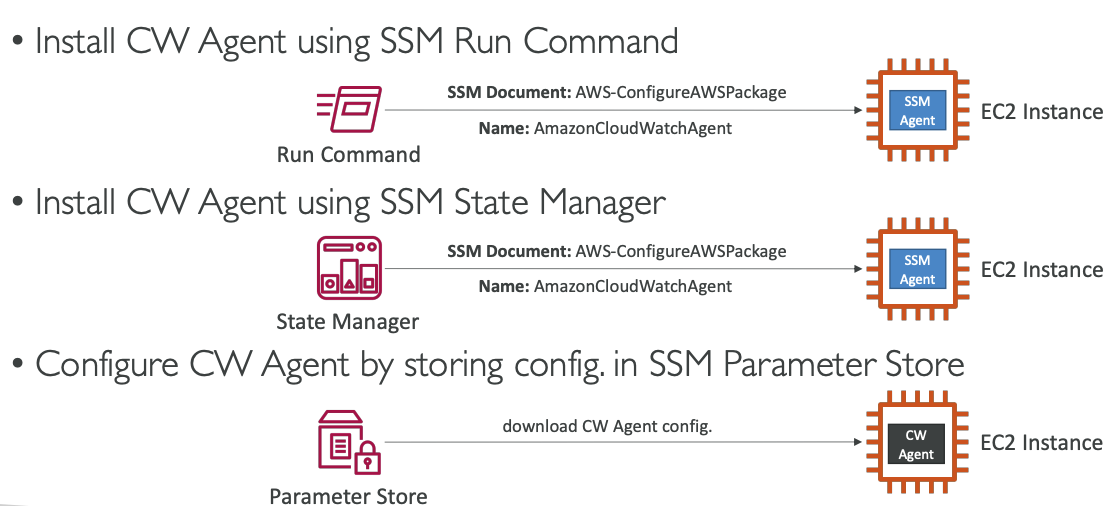 • Install CW Agent using SSM Run Command
SSM Document: AWS-ConfigureAWSPackage
Name: AmazonCloudWatchAgent
Run Command
SSM
Agent
EC2 Instance
• Install CW Agent using SSM State Manager
SSM Document: AWS-ConfigureAWSPackage
Name: AmazonCloudWatchAgent
State Manager
SSM
Agent
EC2 Instance
• Configure CW Agent by storing config. in SSM Parameter Store
download CW Agent config.
Parameter Store
CW
Agent
EC2 Instance